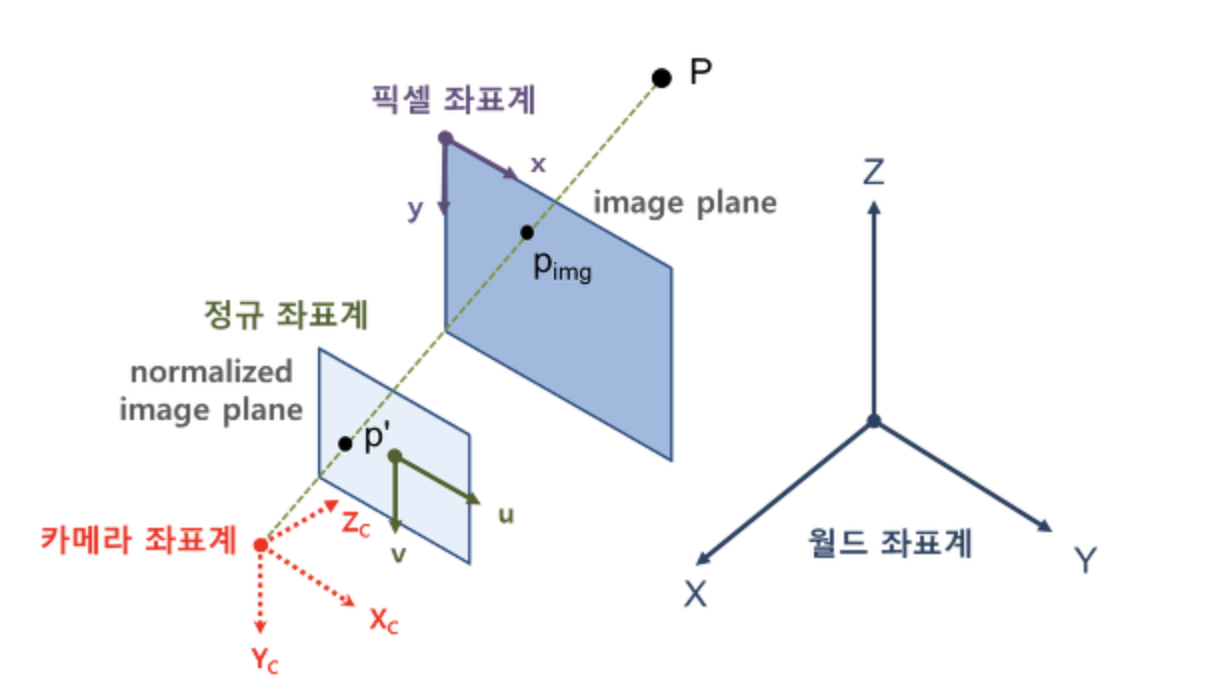 P
픽셀 좌표계
x
y
image plane
p_img
Z
정규 좌표계
normalized
image plane
p'
u
v
카메라 좌표계
Z_C
X_C
Y_C
월드 좌표계
X
Y